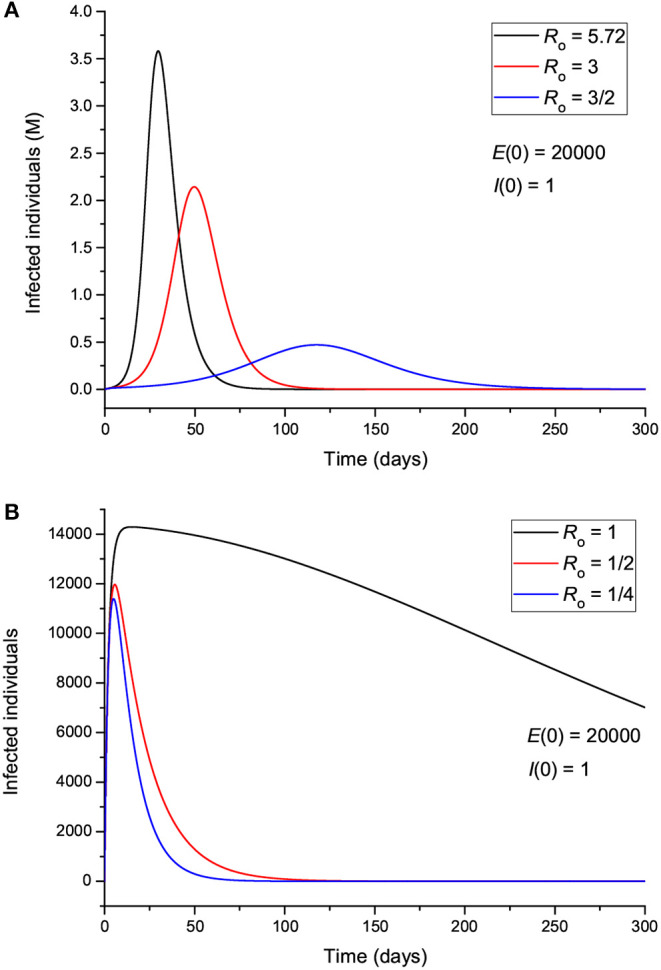 A
Rₒ = 5.72
Rₒ = 3
Rₒ = 3/2
E(0) = 20000
I(0) = 1
Infected individuals (M)
4.0
3.5
3.0
2.5
2.0
1.5
1.0
0.5
0.0
0 50 100 150 200 250 300
Time (days)
B
Rₒ = 1
Rₒ = 1/2
Rₒ = 1/4
E(0) = 20000
I(0) = 1
Infected individuals
14000
12000
10000
8000
6000
4000
2000
0
0 50 100 150 200 250 300
Time (days)